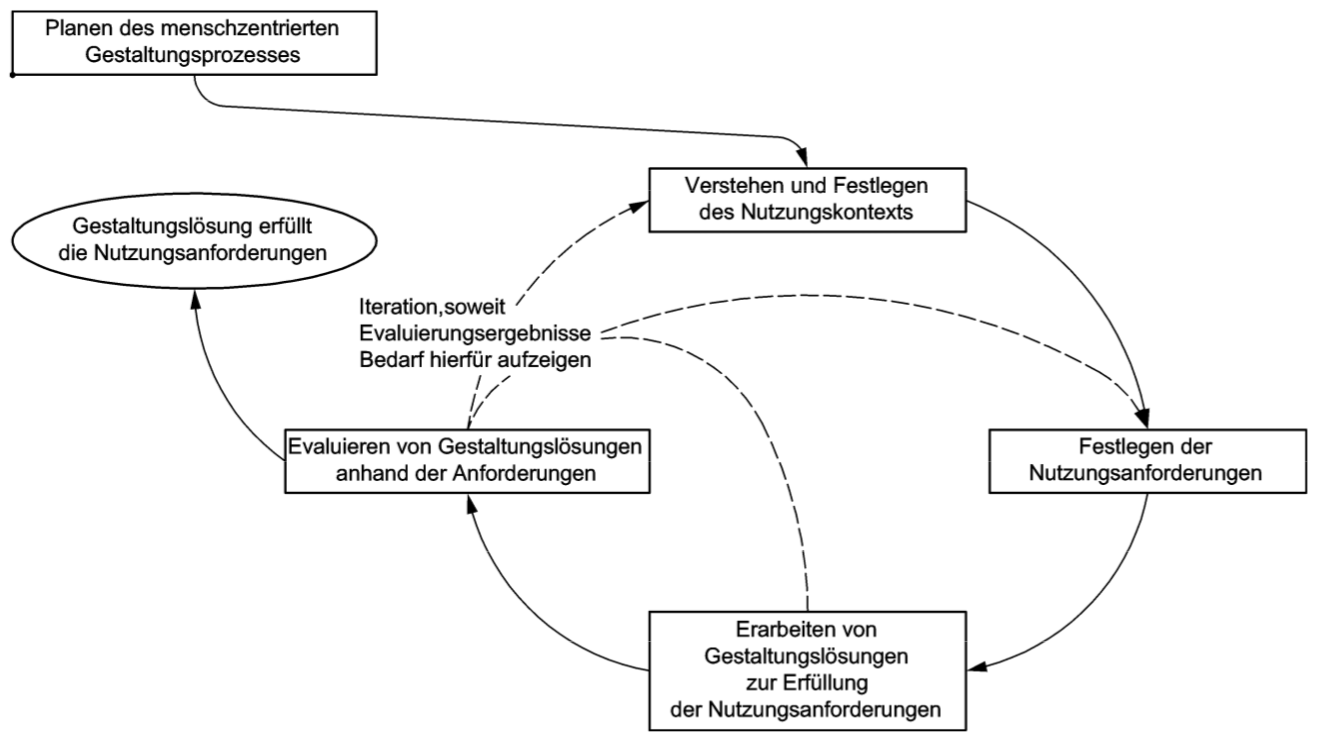 Planen des menschzentrierten
Gestaltungsprozesses
Verstehen und Festlegen
des Nutzungskontexts
Gestaltungslösung erfüllt
die Nutzungsanforderungen
Iteration,soweit
Evaluierungsergebnisse
Bedarf hierfür aufzeigen
Evaluieren von Gestaltungslösungen
anhand der Anforderungen
Festlegen der
Nutzungsanforderungen
Erarbeiten von
Gestaltungslösungen
zur Erfüllung
der Nutzungsanforderungen